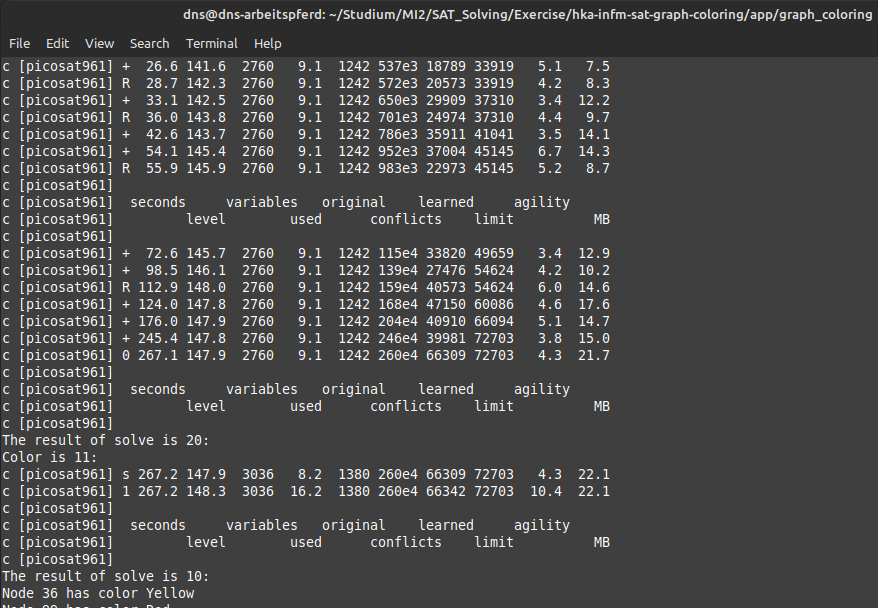 dns@dns-arbeitspferd: ~/Studium/MI2/SAT_Solving/Exercise/hka-infm-sat-graph-coloring/app/graph_coloring
File Edit View Search Terminal Help
c [picosat961] +  26.6 141.6  2760   9.1  1242 537e3 18789 33919   5.1   7.5
c [picosat961] R  28.7 142.3  2760   9.1  1242 572e3 20573 33919   4.2   8.3
c [picosat961] +  33.1 142.5  2760   9.1  1242 650e3 29909 37310   3.4  12.2
c [picosat961] R  36.0 143.8  2760   9.1  1242 701e3 24974 37310   4.4   9.7
c [picosat961] +  42.6 143.7  2760   9.1  1242 786e3 35911 41041   3.5  14.1
c [picosat961] +  54.1 145.4  2760   9.1  1242 952e3 37004 45145   6.7  14.3
c [picosat961] R  55.9 145.9  2760   9.1  1242 983e3 22973 45145   5.2   8.7
c [picosat961]
c [picosat961]  seconds     variables   original    learned     agility
c [picosat961]         level        used      conflicts    limit          MB
c [picosat961]
c [picosat961] +  72.6 145.7  2760   9.1  1242 115e4 33820 49659   3.4  12.9
c [picosat961] +  98.5 146.1  2760   9.1  1242 139e4 27476 54624   4.2  10.2
c [picosat961] R 112.9 148.0  2760   9.1  1242 159e4 40573 54624   6.0  14.6
c [picosat961] + 124.0 147.8  2760   9.1  1242 168e4 47150 60086   4.6  17.6
c [picosat961] + 176.0 147.9  2760   9.1  1242 204e4 40910 66094   5.1  14.7
c [picosat961] + 245.4 147.8  2760   9.1  1242 246e4 39981 72703   3.8  15.0
c [picosat961] 0 267.1 147.9  2760   9.1  1242 260e4 66309 72703   4.3  21.7
c [picosat961]
c [picosat961]  seconds     variables   original    learned     agility
c [picosat961]         level        used      conflicts    limit          MB
c [picosat961]
The result of solve is 20:
Color is 11:
c [picosat961] s 267.2 147.9  3036   8.2  1380 260e4 66309 72703   4.3  22.1
c [picosat961] 1 267.2 148.3  3036  16.2  1380 260e4 66342 72703  10.4  22.1
c [picosat961]
c [picosat961]  seconds     variables   original    learned     agility
c [picosat961]         level        used      conflicts    limit          MB
c [picosat961]
The result of solve is 10:
Node 36 has color Yellow